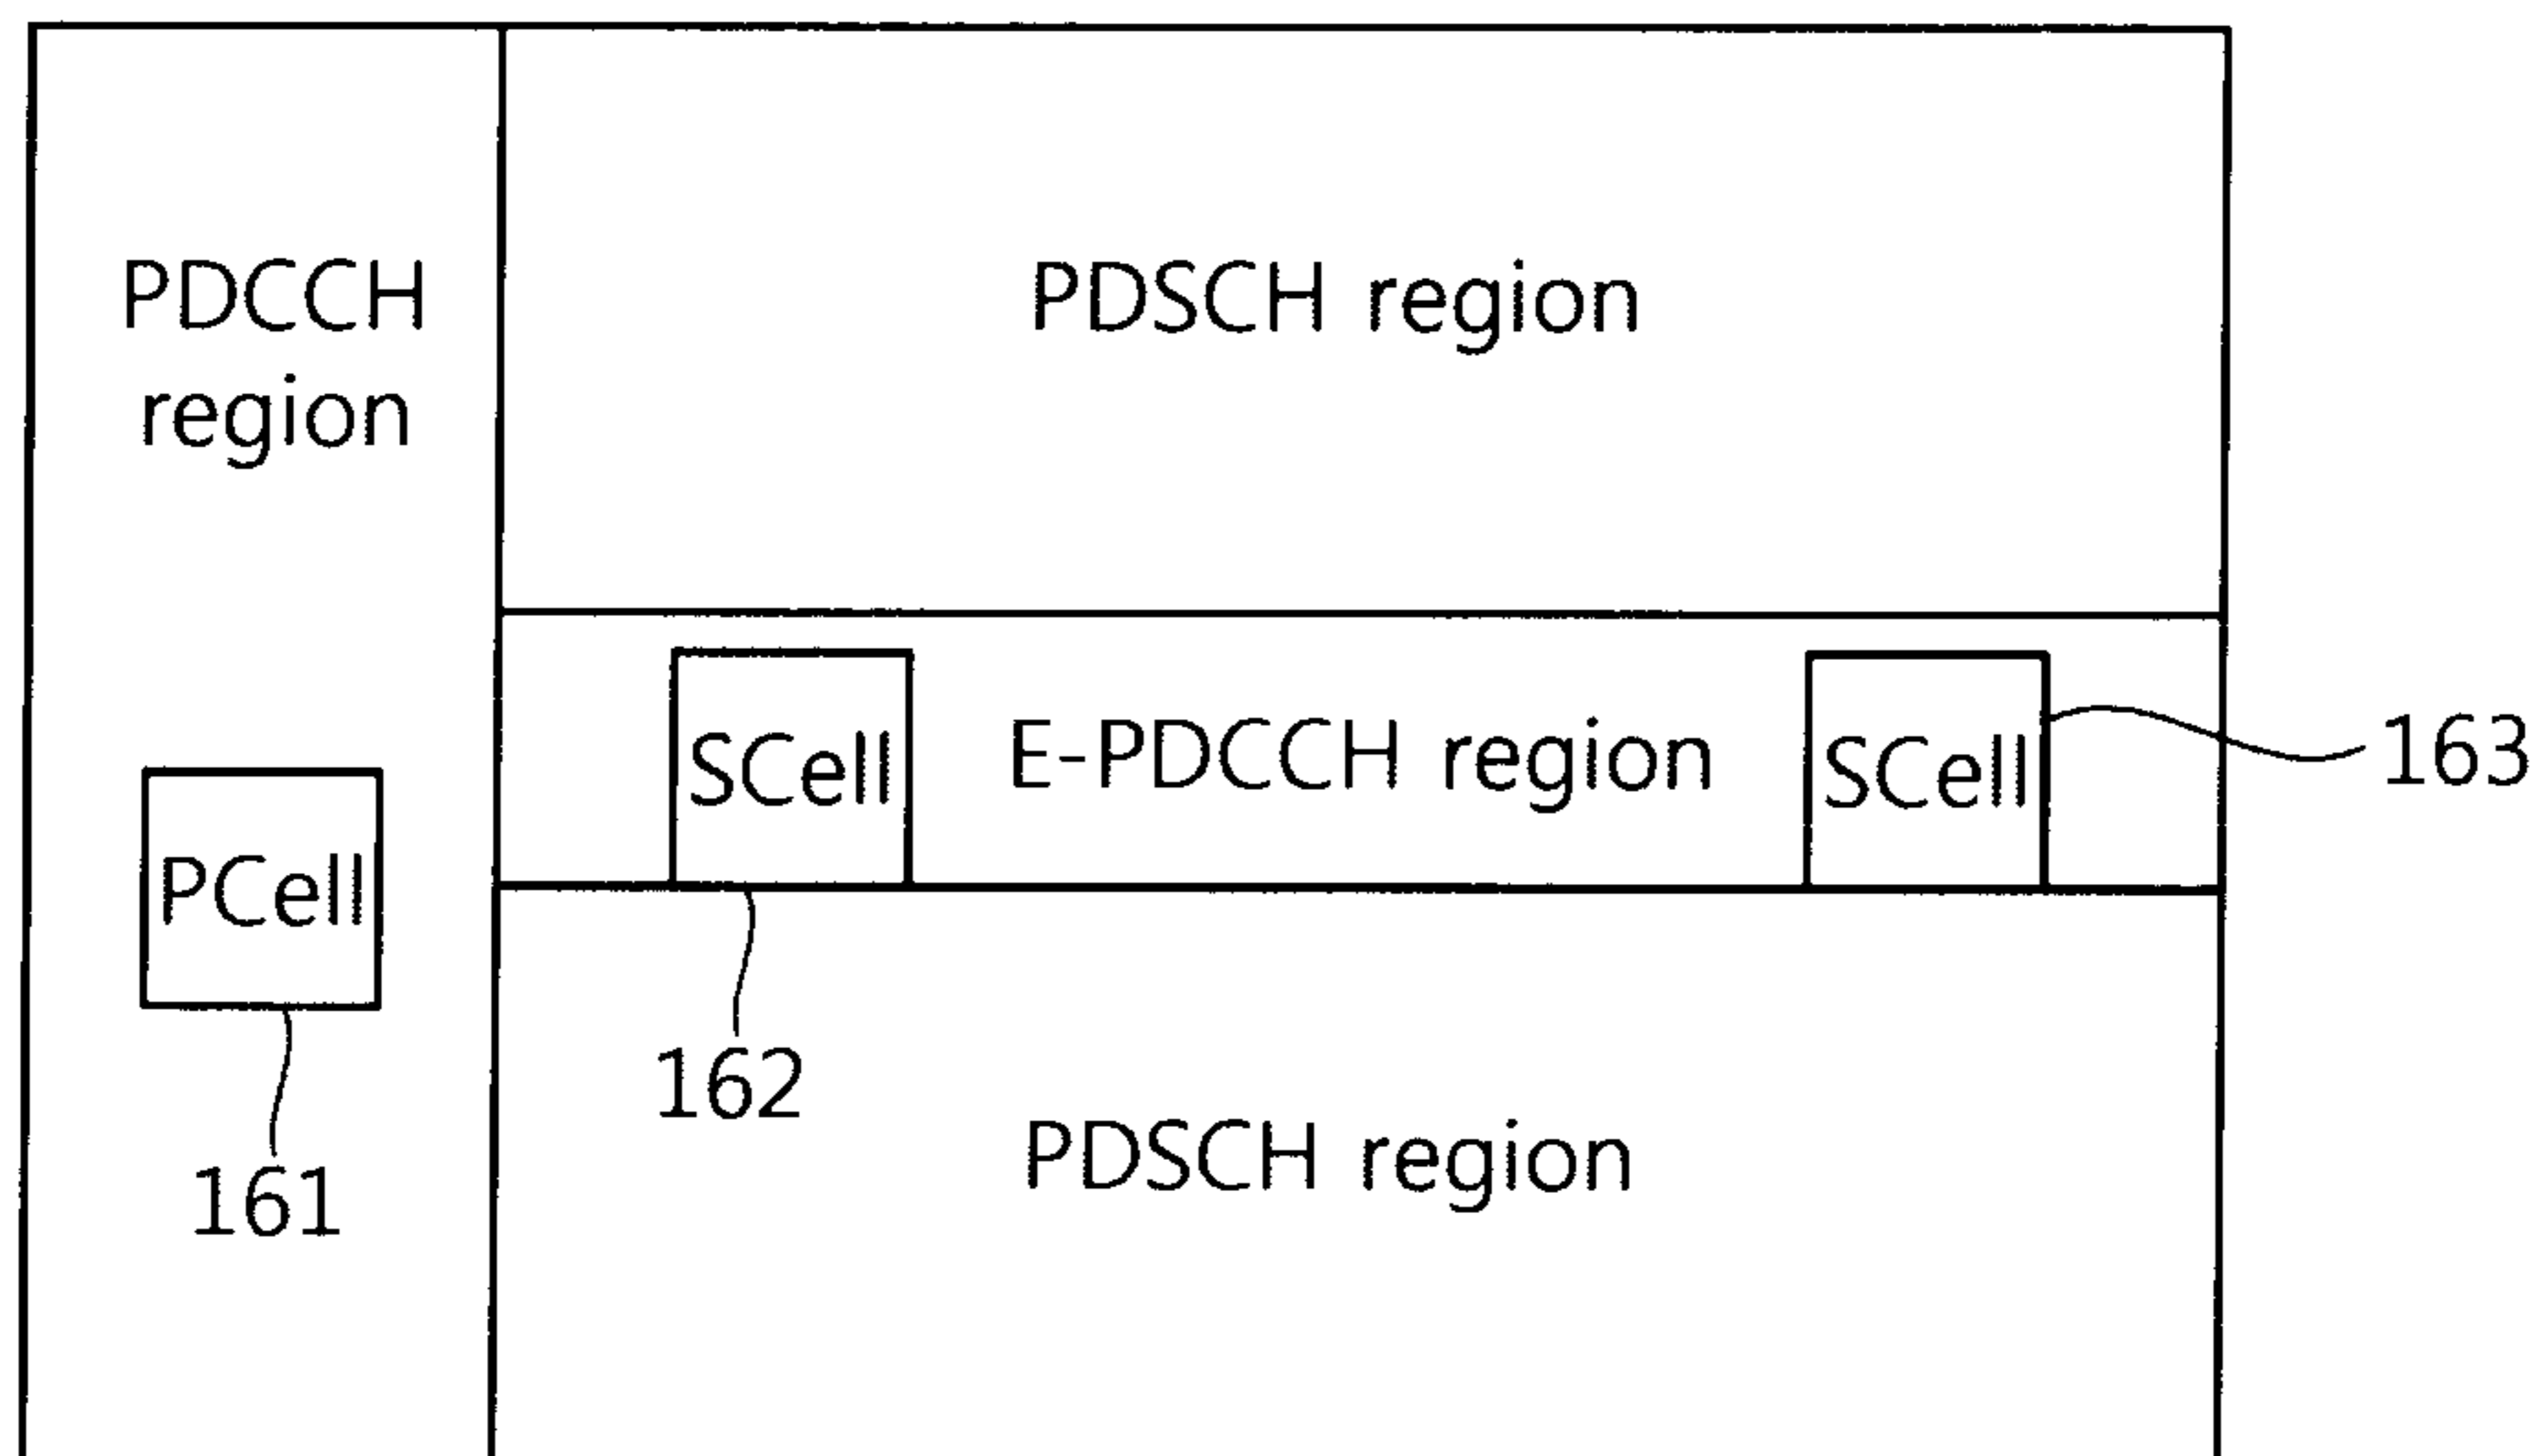 PDCCH
region
PDSCH region
PCell
161
SCell
E-PDCCH region
SCell
163
162
PDSCH region